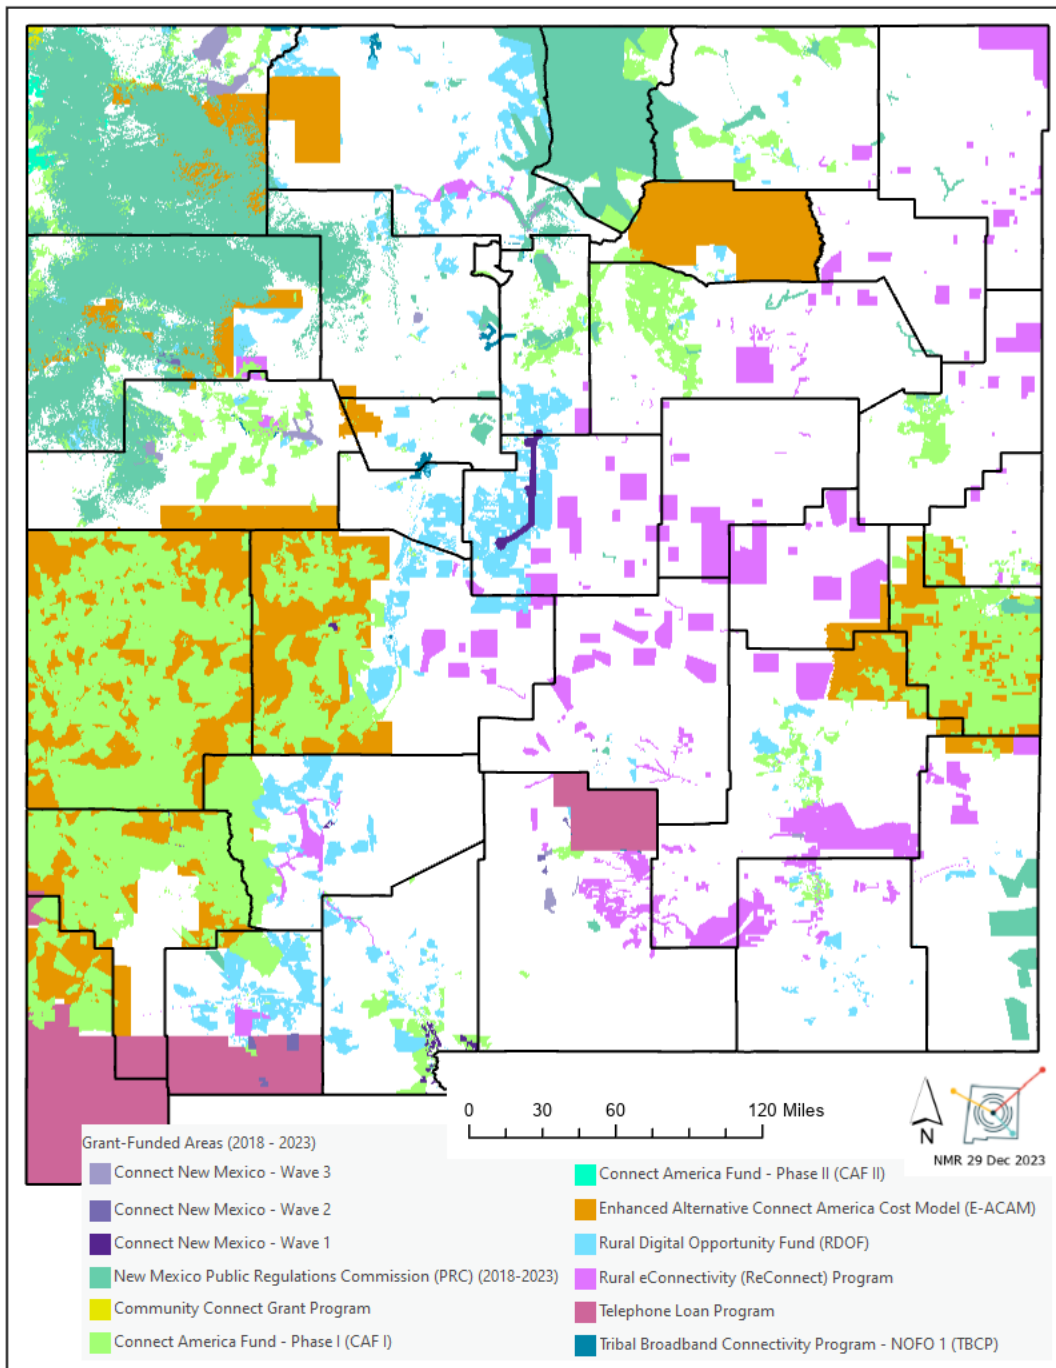 0 30 60 120 Miles
N
NMR 29 Dec 2023
Grant-Funded Areas (2018 - 2023)
Connect New Mexico - Wave 3
Connect New Mexico - Wave 2
Connect New Mexico - Wave 1
New Mexico Public Regulations Commission (PRC) (2018-2023)
Community Connect Grant Program
Connect America Fund - Phase I (CAF I)
Connect America Fund - Phase II (CAF II)
Enhanced Alternative Connect America Cost Model (E-ACAM)
Rural Digital Opportunity Fund (RDOF)
Rural eConnectivity (ReConnect) Program
Telephone Loan Program
Tribal Broadband Connectivity Program - NOFO 1 (TBCP)